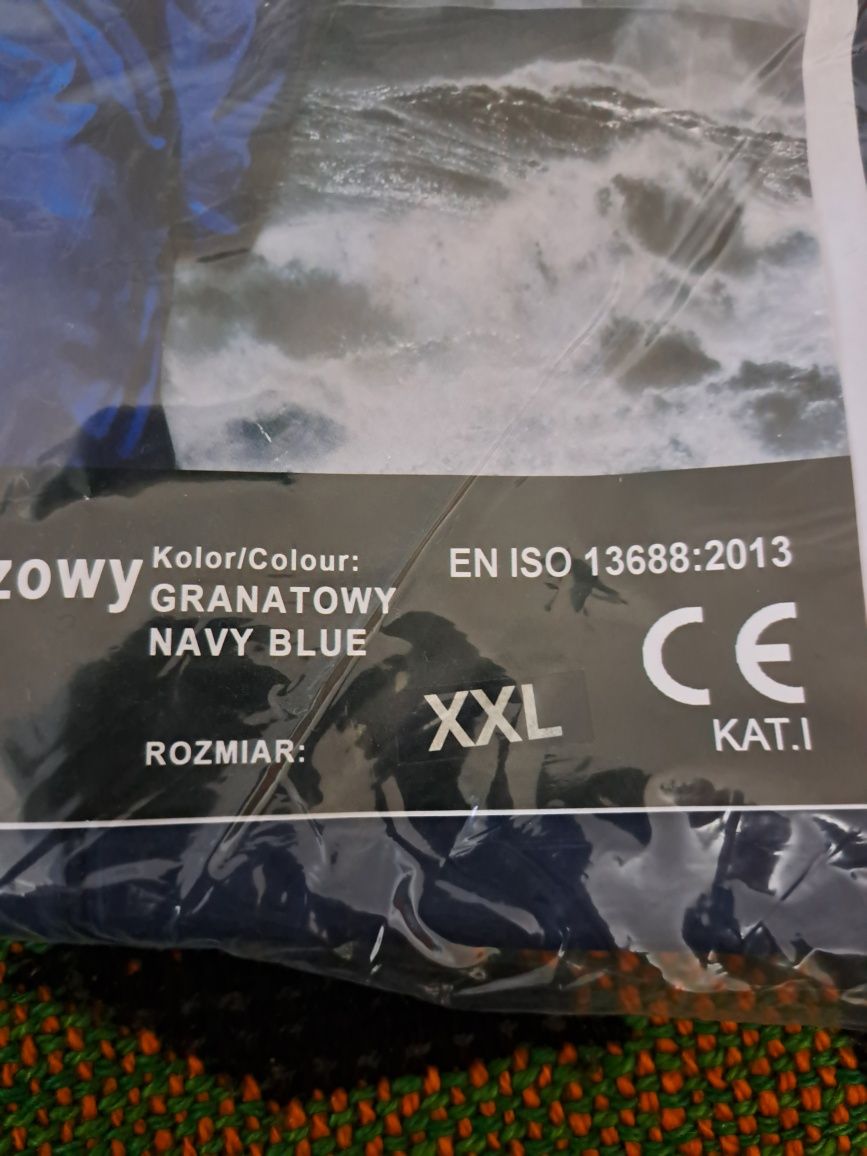 zowy
Kolor/Colour:
GRANATOWY
NAVY BLUE
ROZMIAR:
XXL
EN ISO 13688:2013
CE
KAT.I